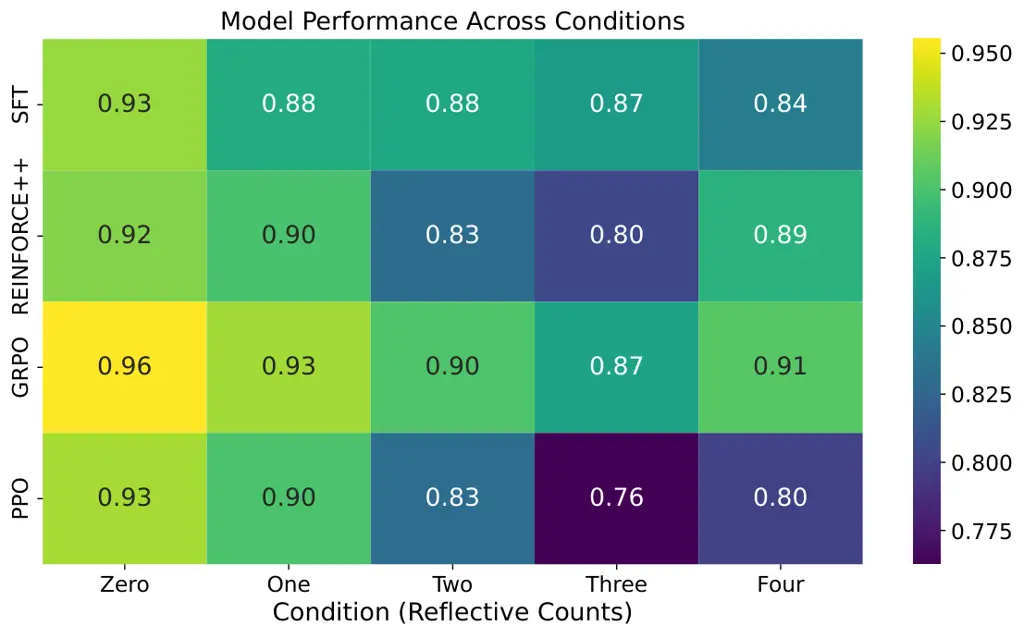 Model Performance Across Conditions
SFT
0.93 0.88 0.88 0.87 0.84
REINFORCE++
0.92 0.90 0.83 0.80 0.89
GRPO
0.96 0.93 0.90 0.87 0.91
PPO
0.93 0.90 0.83 0.76 0.80
Zero One Two Three Four
Condition (Reflective Counts)
0.950
0.925
0.900
0.875
0.850
0.825
0.800
0.775